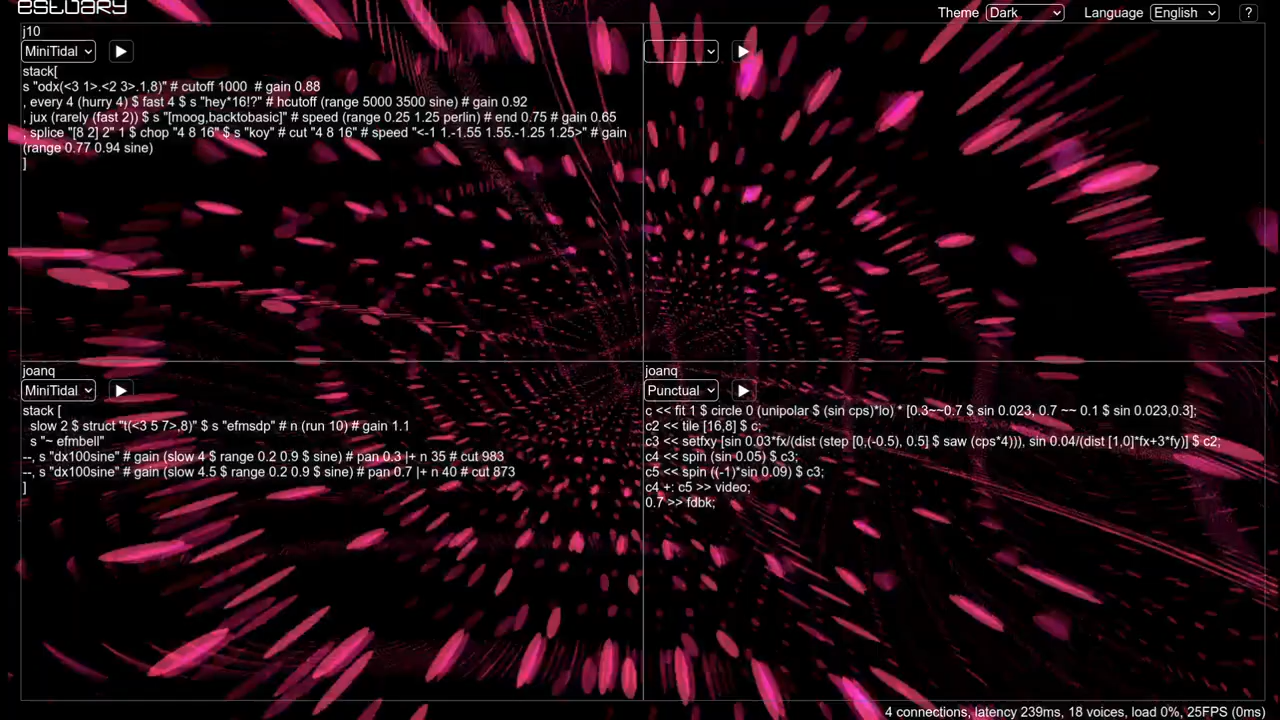 estuary
Theme Dark Language English ?
j10
MiniTidal
stack[
s "odx(<3 1>.<2 3>.1,8)" # cutoff 1000 # gain 0.88
, every 4 (hurry 4) $ fast 4 $ s "hey*16!?" # hcutoff (range 5000 3500 sine) # gain 0.92
, jux (rarely (fast 2)) $ s "[moog,backtobasic]" # speed (range 0.25 1.25 perlin) # end 0.75 # gain 0.65
, splice "[8 2] 2" 1 $ chop "4 8 16" $ s "koy" # cut "4 8 16" # speed "<-1 1.-1.55 1.55.-1.25 1.25>" # gain
(range 0.77 0.94 sine)
]
joanq
MiniTidal
stack [
slow 2 $ struct "t(<3 5 7>,8)" $ s "efmsdp" # n (run 10) # gain 1.1
s "~ efmbell"
--, s "dx100sine" # gain (slow 4 $ range 0.2 0.9 $ sine) # pan 0.3 |+ n 35 # cut 983
--, s "dx100sine" # gain (slow 4.5 $ range 0.2 0.9 $ sine) # pan 0.7 |+ n 40 # cut 873
]
joanq
Punctual
c << fit 1 $ circle 0 (unipolar $ (sin cps)*lo) * [0.3~~0.7 $ sin 0.023, 0.7 ~~ 0.1 $ sin 0.023,0.3];
c2 << tile [16,8] $ c;
c3 << setfxy [sin 0.03*fx/(dist (step [0,(-0.5), 0.5] $ saw (cps*4))), sin 0.04/(dist [1,0]*fx+3*fy)] $ c2;
c4 << spin (sin 0.05) $ c3;
c5 << spin ((-1)*sin 0.09) $ c3;
c4 +: c5 >> video;
0.7 >> fdbk;
4 connections, latency 239ms, 18 voices, load 0%, 25FPS (0ms)